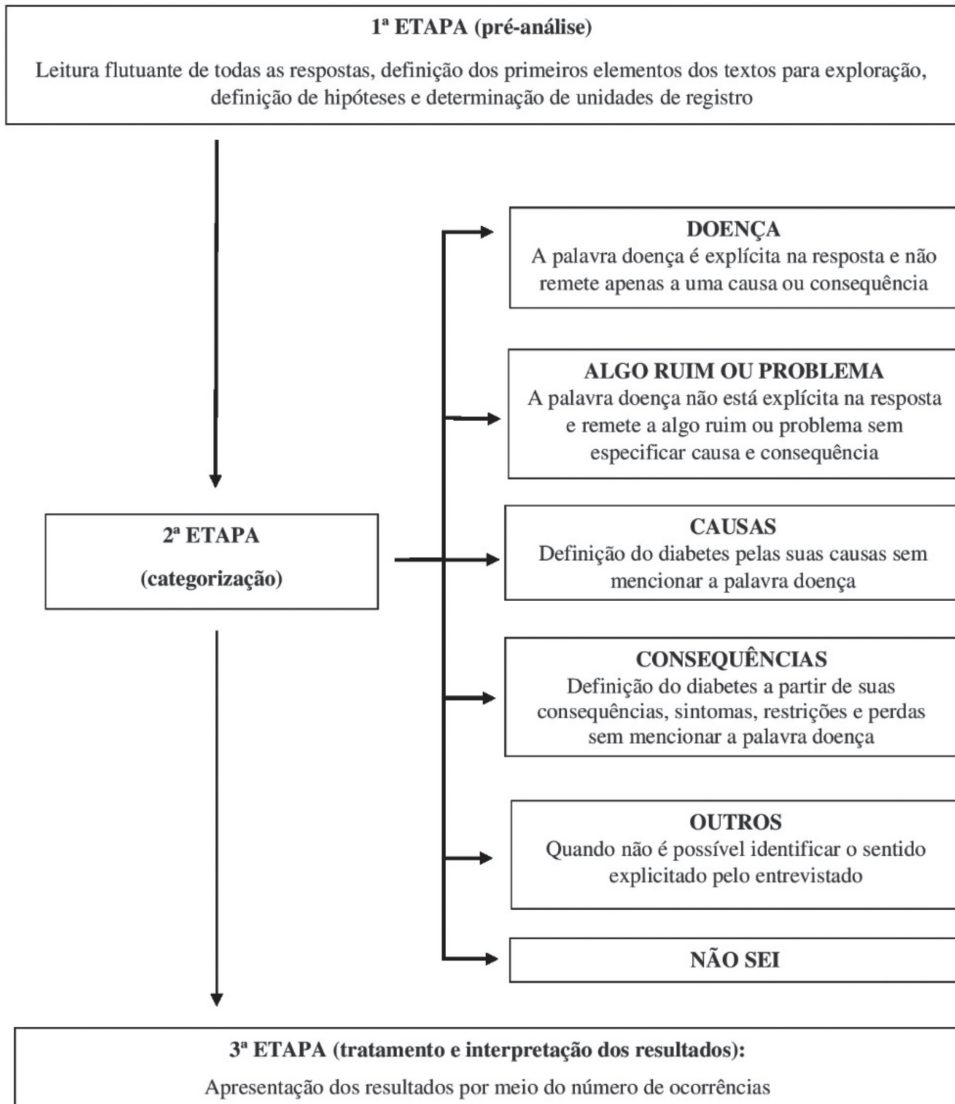 1ª ETAPA (pré-análise)
Leitura flutuante de todas as respostas, definição dos primeiros elementos dos textos para exploração,
definição de hipóteses e determinação de unidades de registro
DOENÇA
A palavra doença é explícita na resposta e não
remete apenas a uma causa ou consequência
ALGO RUIM OU PROBLEMA
A palavra doença não está explícita na resposta
e remete a algo ruim ou problema sem
especificar causa e consequência
2ª ETAPA
(categorização)
CAUSAS
Definição do diabetes pelas suas causas sem
mencionar a palavra doença
CONSEQUÊNCIAS
Definição do diabetes a partir de suas
consequências, sintomas, restrições e perdas
sem mencionar a palavra doença
OUTROS
Quando não é possível identificar o sentido
explicitado pelo entrevistado
NÃO SEI
3ª ETAPA (tratamento e interpretação dos resultados):
Apresentação dos resultados por meio do número de ocorrências